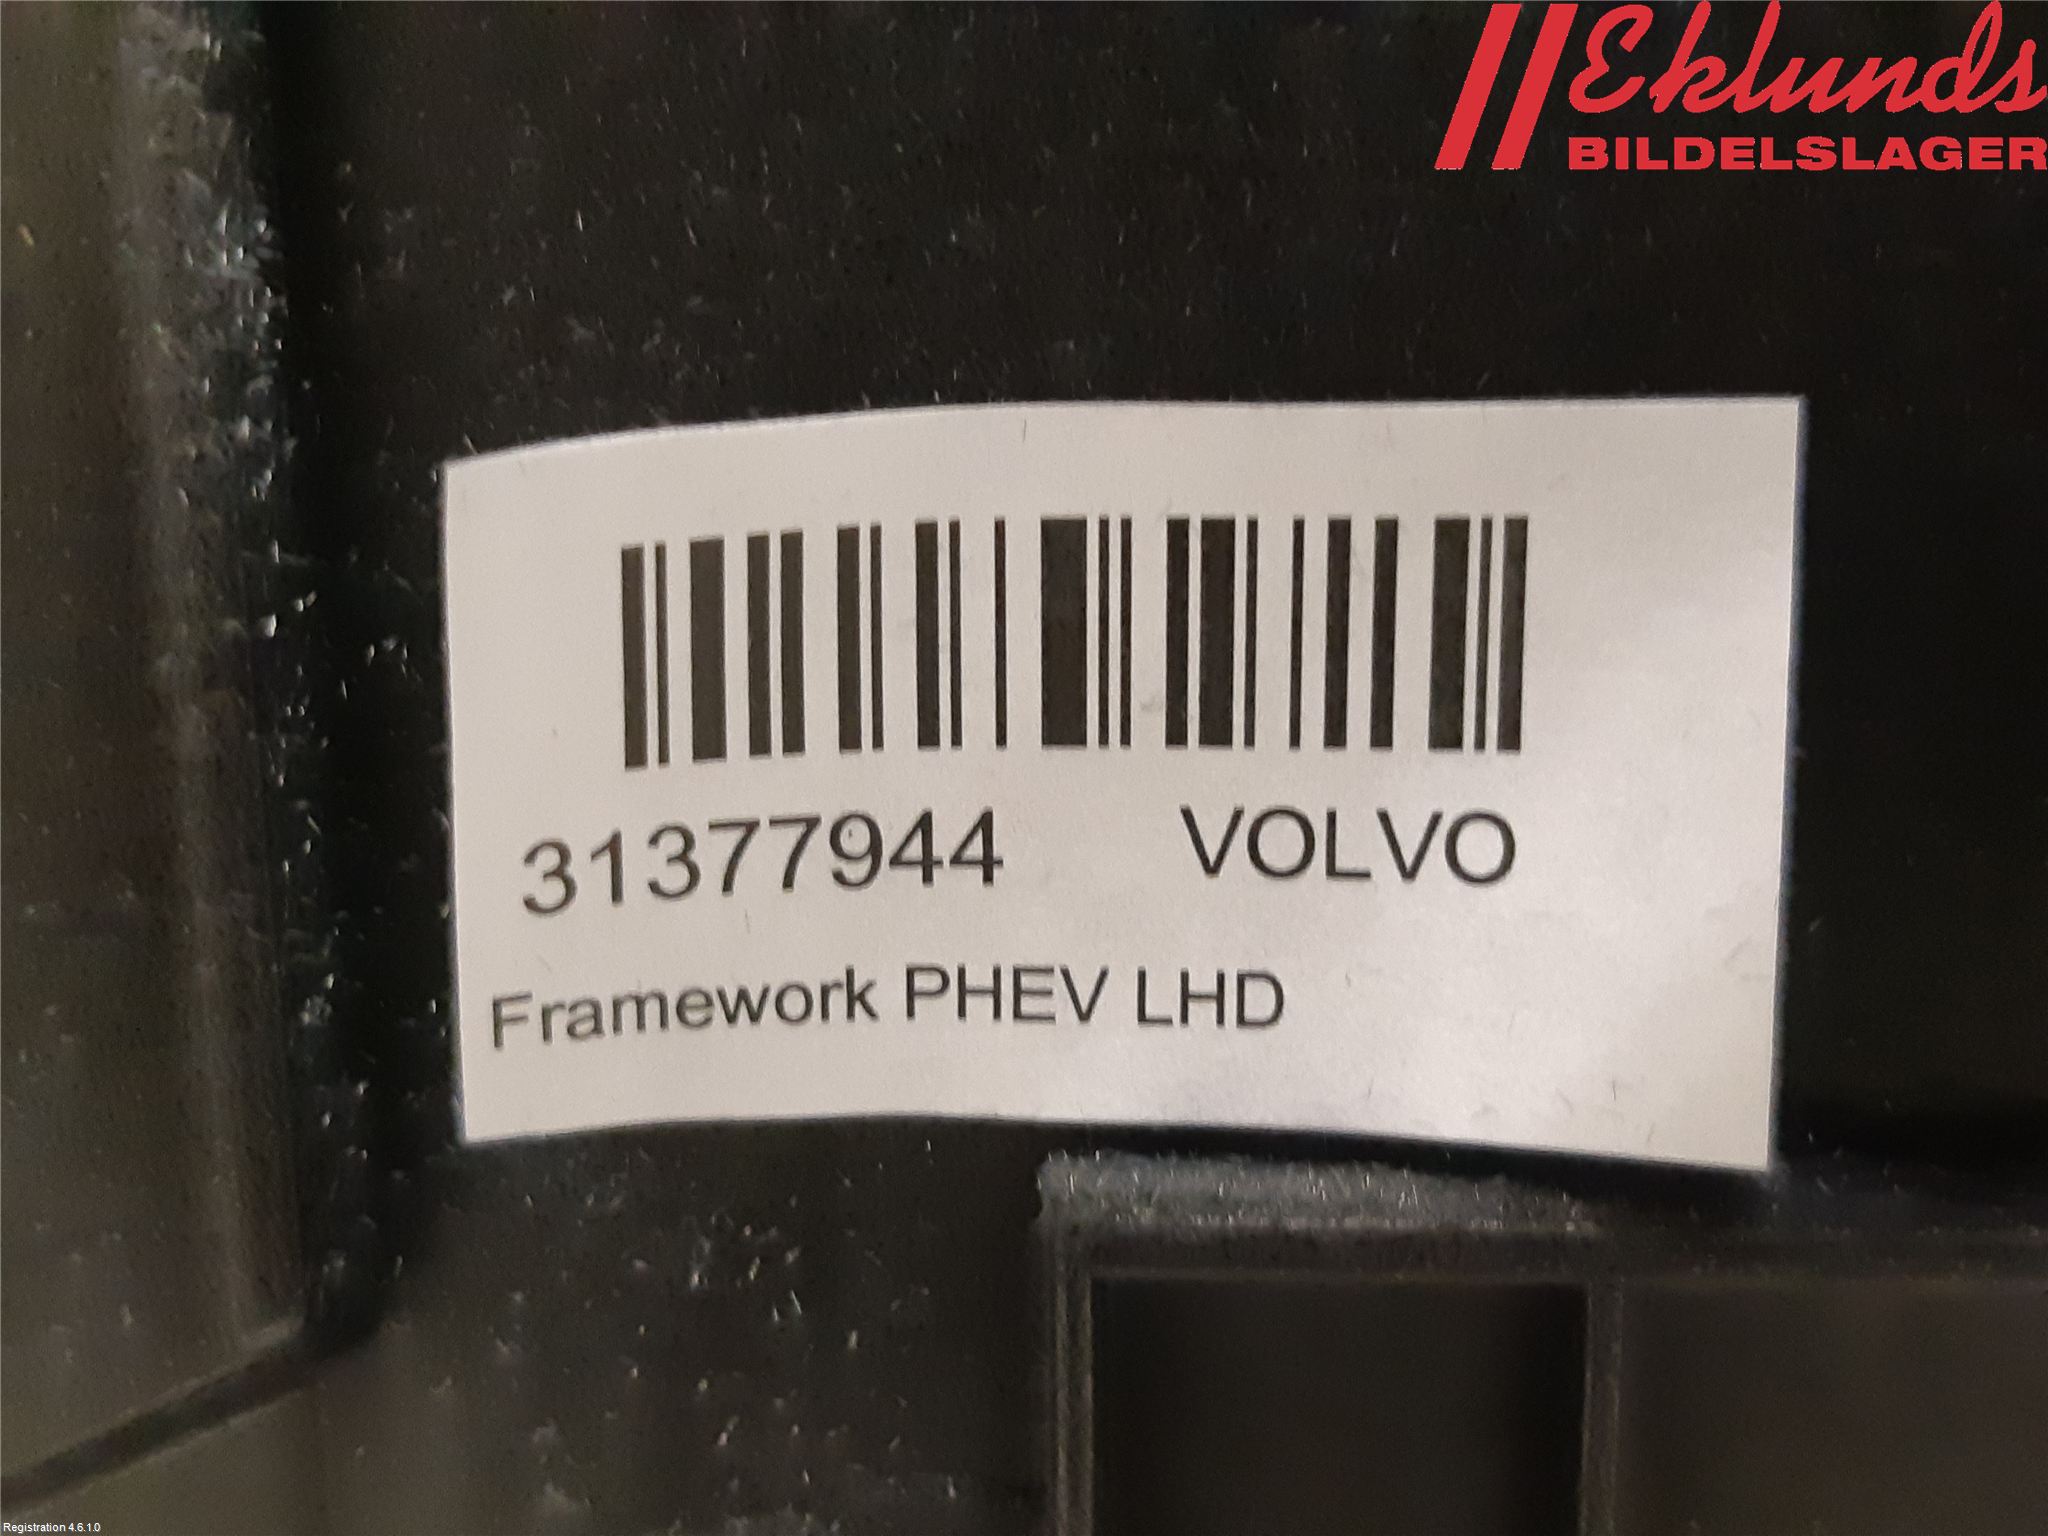 Eklunds
BILDELSLAGER
31377944 VOLVO
Framework PHEV LHD
Registration 4.6.1.0